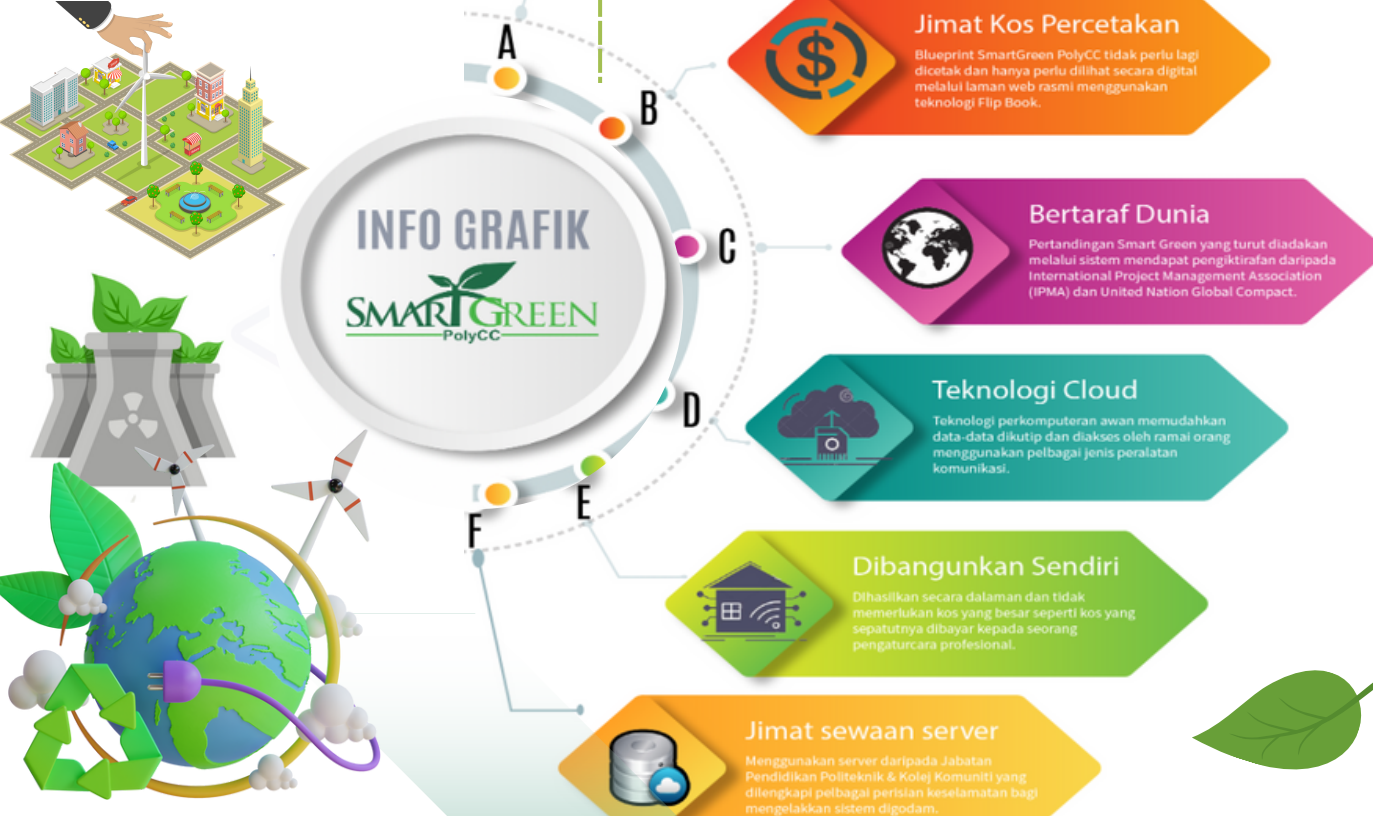 A
B
C
D
E
F
INFO GRAFIK
SMART GREEN
PolyCC
Jimat Kos Percetakan
Blueprint SmartGreen PolyCC tidak perlu lagi
dicetak dan hanya perlu dilihat secara digital
melalui laman web rasmi menggunakan
teknologi Flip Book.
Bertaraf Dunia
Pertandingan Smart Green yang turut diadakan
melalui sistem mendapat pengiktirafan daripada
International Project Management Association
(IPMA) dan United Nation Global Compact.
Teknologi Cloud
Teknologi perkomputeran awan memudahkan
data-data dikutip dan diakses oleh ramai orang
menggunakan pelbagai jenis peralatan
komunikasi.
Dibangunkan Sendiri
DIhasilkan secara dalaman dan tidak
memerlukan kos yang besar seperti kos yang
sepatutnya dibayar kepada seorang
pengaturcara profesional.
Jimat sewaan server
Menggunakan server daripada Jabatan
Pendidikan Politeknik & Kolej Komuniti yang
dilengkapi pelbagai perisian keselamatan bagi
mengelakkan sistem digodam.